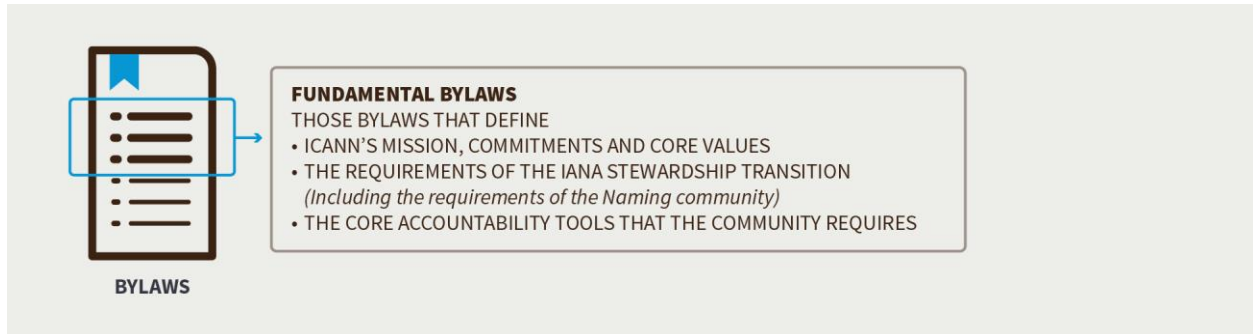 FUNDAMENTAL BYLAWS
THOSE BYLAWS THAT DEFINE
• ICANN’S MISSION, COMMITMENTS AND CORE VALUES
• THE REQUIREMENTS OF THE IANA STEWARDSHIP TRANSITION
(Including the requirements of the Naming community)
• THE CORE ACCOUNTABILITY TOOLS THAT THE COMMUNITY REQUIRES
BYLAWS